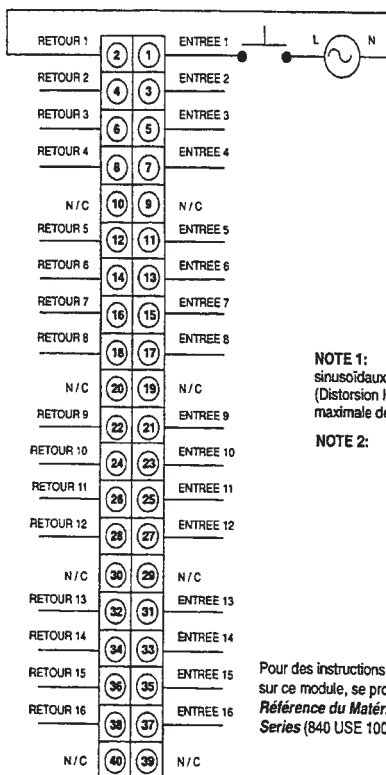 L N
RETOUR 1 2 1 ENTREE 1
RETOUR 2 4 3 ENTREE 2
RETOUR 3 6 5 ENTREE 3
RETOUR 4 8 7 ENTREE 4
N/C 10 9 N/C
RETOUR 5 12 11 ENTREE 5
RETOUR 6 14 13 ENTREE 6
RETOUR 7 16 15 ENTREE 7
RETOUR 8 18 17 ENTREE 8
N/C 20 19 N/C
RETOUR 9 22 21 ENTREE 9
RETOUR 10 24 23 ENTREE 10
RETOUR 11 26 25 ENTREE 11
RETOUR 12 28 27 ENTREE 12
N/C 30 29 N/C
RETOUR 13 32 31 ENTREE 13
RETOUR 14 34 33 ENTREE 14
RETOUR 15 36 35 ENTREE 15
RETOUR 16 38 37 ENTREE 16
N/C 40 39 N/C
NOTE 1:
sinusoïdaux
(Distorsion
maximale
NOTE 2:
Pour des instructions
sur ce module, se
Référence du
Series (840 USE 100